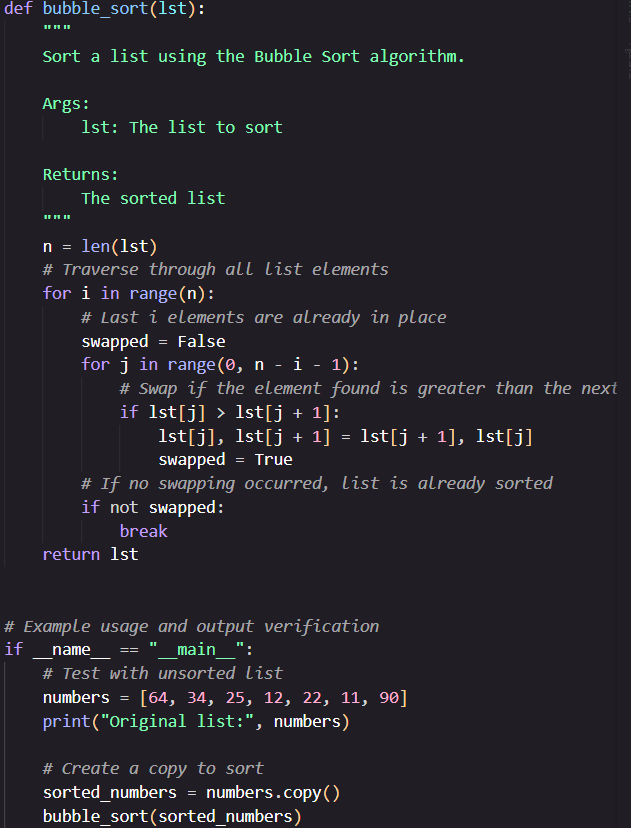 def bubble_sort(lst):
    """
    Sort a list using the Bubble Sort algorithm.

    Args:
        lst: The list to sort

    Returns:
        The sorted list
    """
    n = len(lst)
    # Traverse through all list elements
    for i in range(n):
        # Last i elements are already in place
        swapped = False
        for j in range(0, n - i - 1):
            # Swap if the element found is greater than the next
            if lst[j] > lst[j + 1]:
                lst[j], lst[j + 1] = lst[j + 1], lst[j]
                swapped = True
        # If no swapping occurred, list is already sorted
        if not swapped:
            break
    return lst


# Example usage and output verification
if __name__ == "__main__":
    # Test with unsorted list
    numbers = [64, 34, 25, 12, 22, 11, 90]
    print("Original list:", numbers)

    # Create a copy to sort
    sorted_numbers = numbers.copy()
    bubble_sort(sorted_numbers)